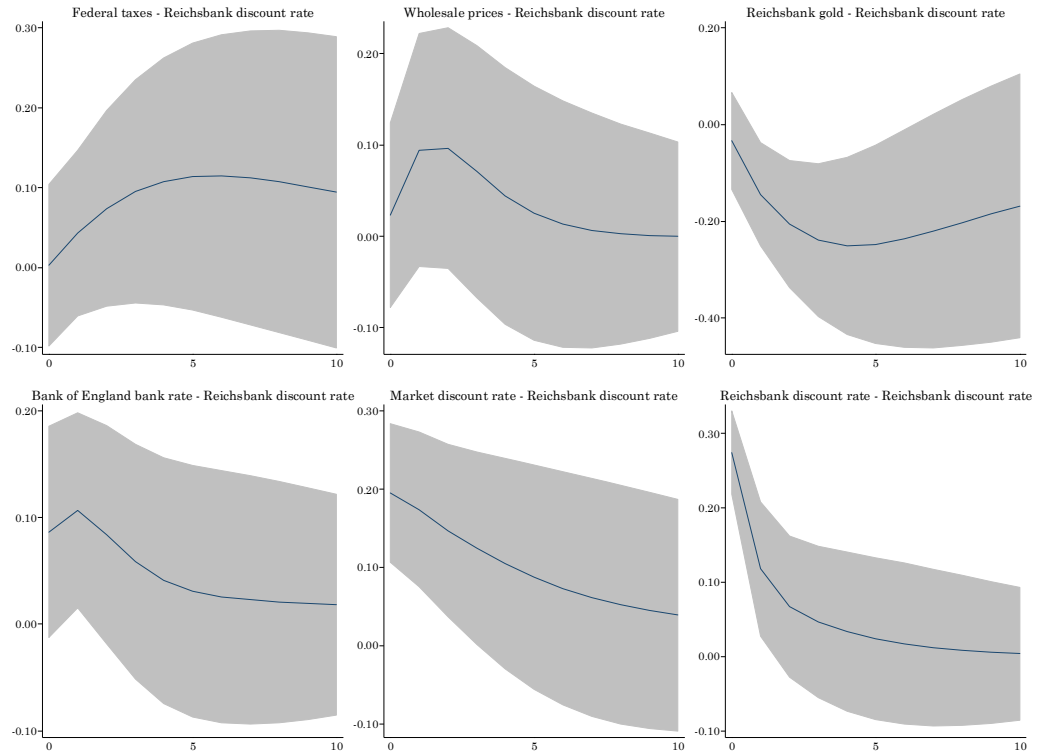 Federal taxes - Reichsbank discount rate
0.30
0.20
0.10
0.00
-0.10
0 5 10
Wholesale prices - Reichsbank discount rate
0.20
0.10
0.00
-0.10
0 5 10
Reichsbank gold - Reichsbank discount rate
0.20
0.00
-0.20
-0.40
0 5 10
Bank of England bank rate - Reichsbank discount rate
0.20
0.10
0.00
-0.10
0 5 10
Market discount rate - Reichsbank discount rate
0.30
0.20
0.10
0.00
-0.10
0 5 10
Reichsbank discount rate - Reichsbank discount rate
0.30
0.20
0.10
0.00
-0.10
0 5 10